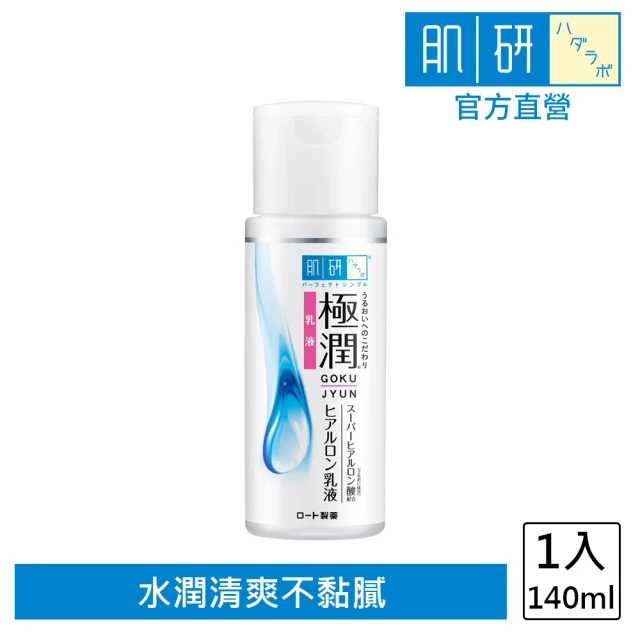 肌研
ハダラボ
官方直營
肌研
ハダラボ®
パーフェクトシンプル
うるおいへのこだわり
極潤®
乳液
GOKU
JYUN
スーパーヒアルロン酸
配合
ヒアルロン乳液
ロート製薬
水潤清爽不黏膩
1入
140ml